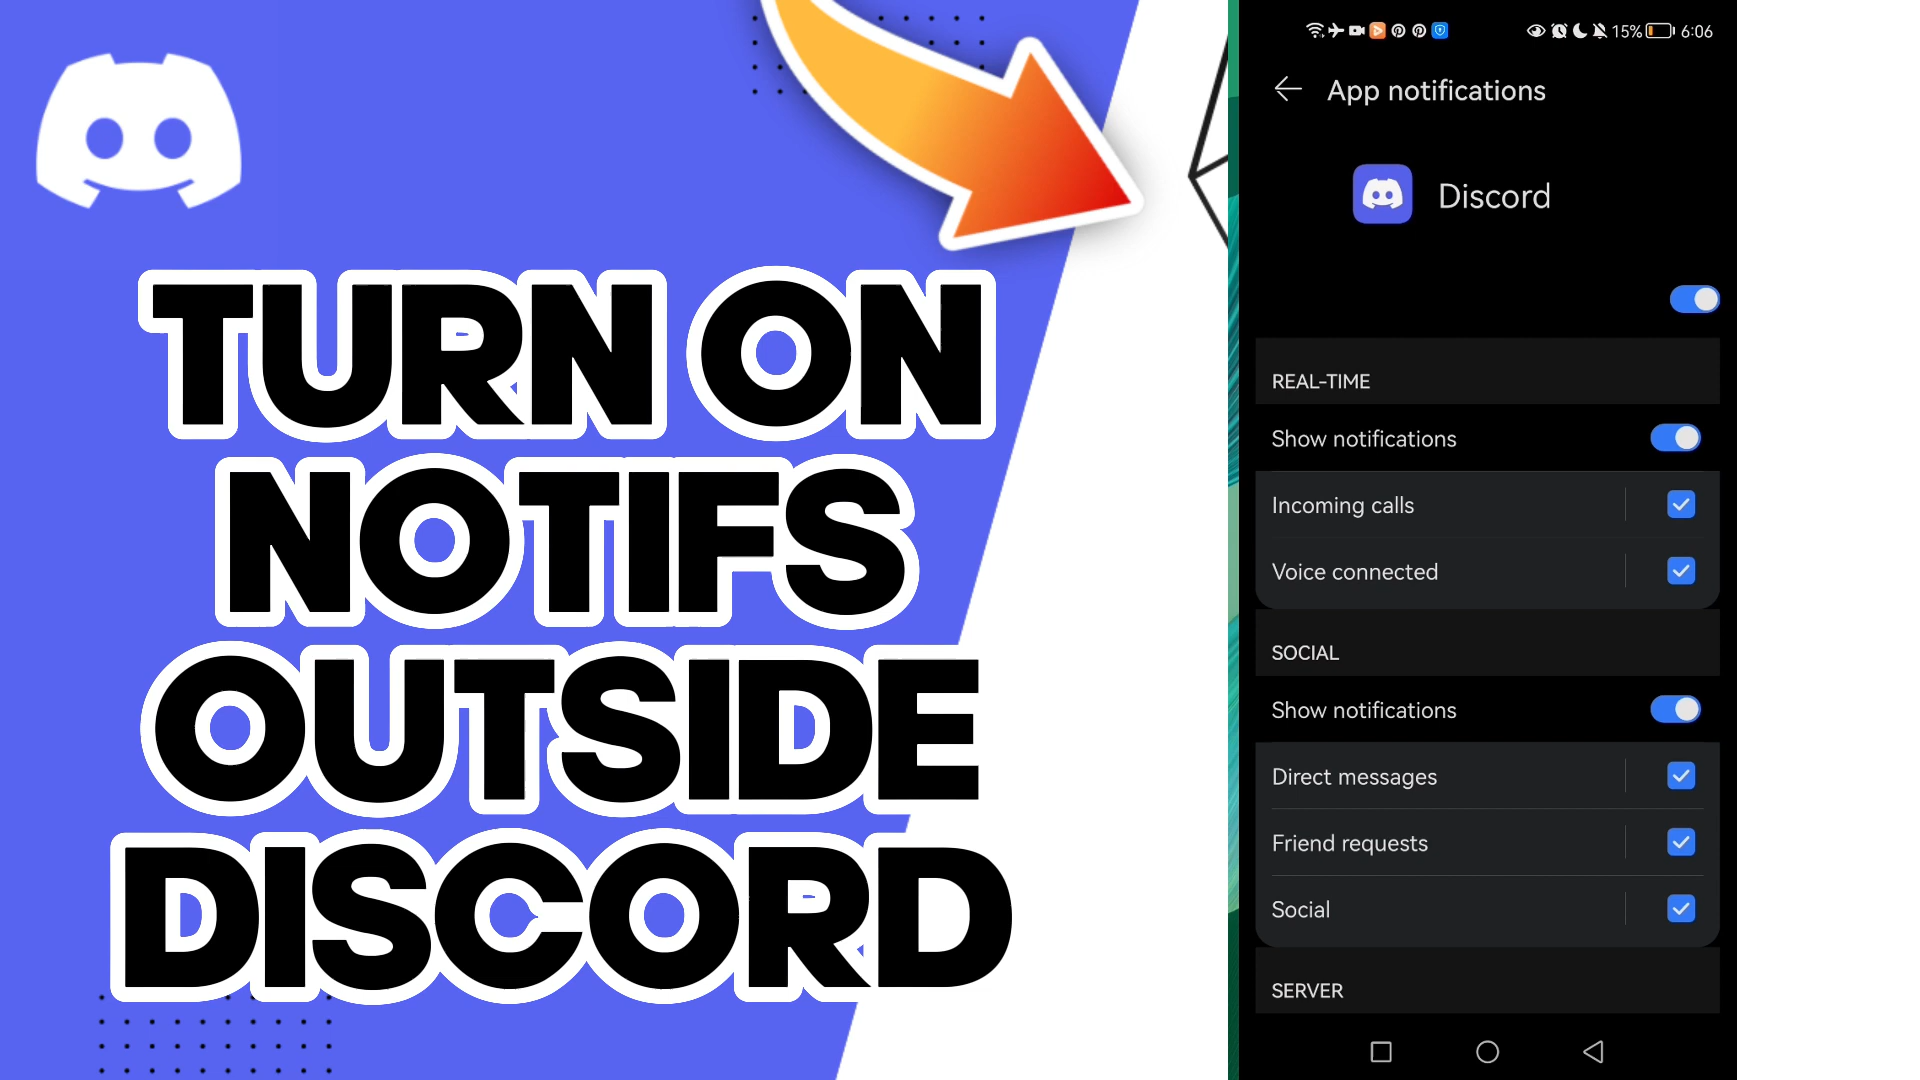 TURN ON
NOTIFS
OUTSIDE
DISCORD
15% 6:06
App notifications
Discord
REAL-TIME
Show notifications
Incoming calls
Voice connected
SOCIAL
Show notifications
Direct messages
Friend requests
Social
SERVER